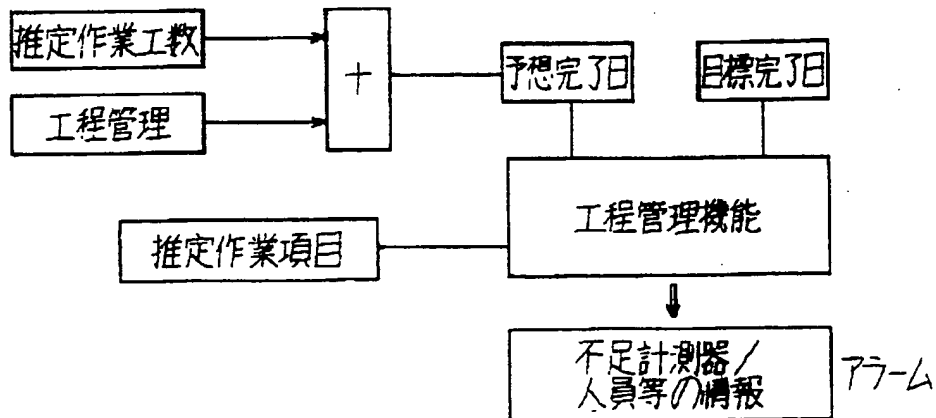 推定作業工数
工程管理
+
予想完了日
目標完了日
工程管理機能
推定作業項目
不足計測器/
人員等の情報
アラーム